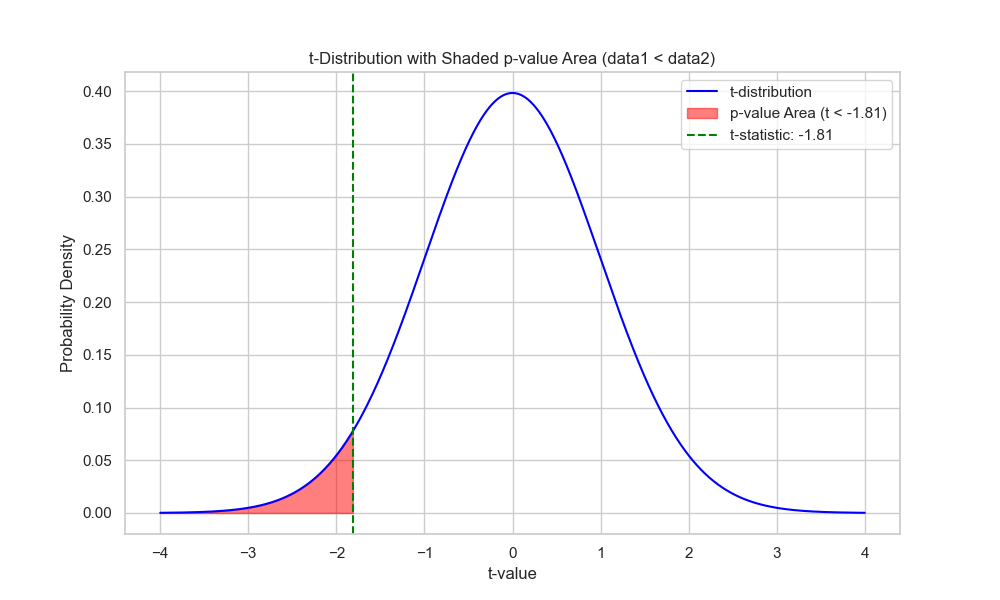 t-Distribution with Shaded p-value Area (data1 < data2)
t-distribution
p-value Area (t < -1.81)
t-statistic: -1.81
Probability Density
0.40
0.35
0.30
0.25
0.20
0.15
0.10
0.05
0.00
−4 −3 −2 −1 0 1 2 3 4
t-value